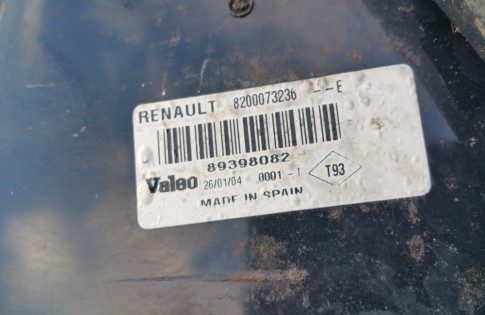 RENAULT 8200073236 --E
89398082
Valeo 26/01/04 0001 -I T93
MADE IN SPAIN